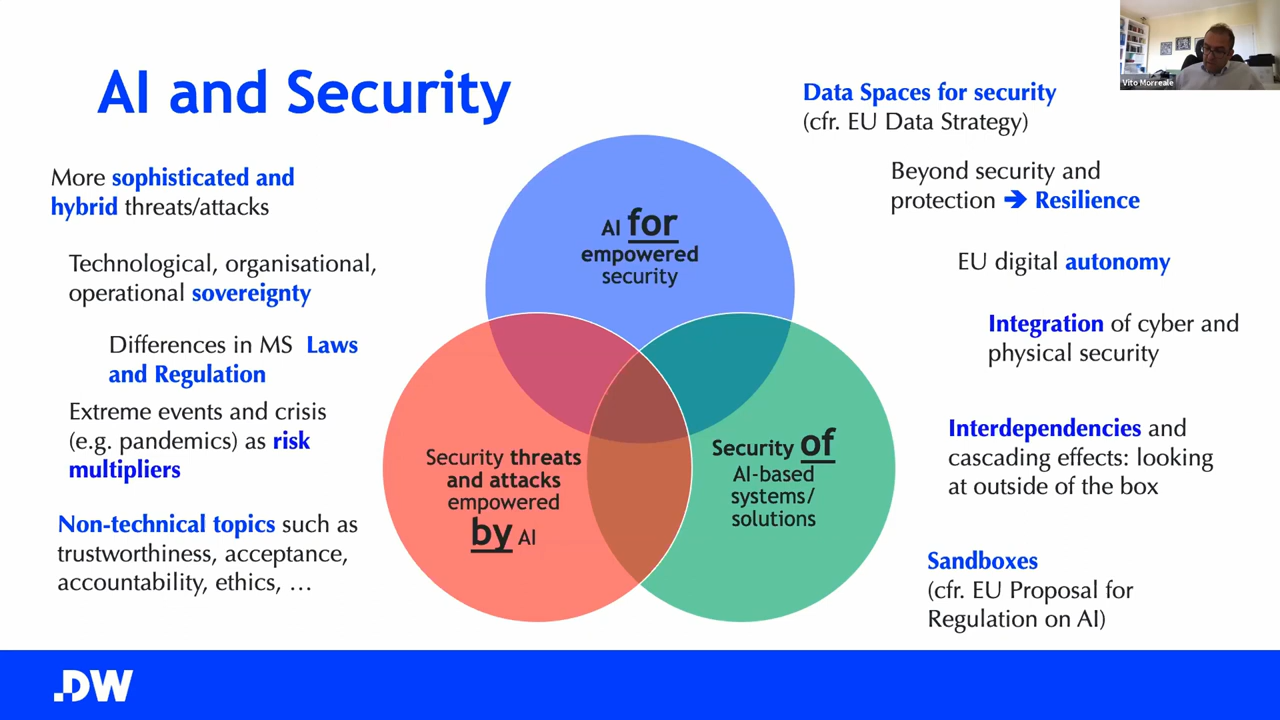 AI and Security
More sophisticated and
hybrid threats/attacks
Technological, organisational,
operational sovereignty
Differences in MS Laws
and Regulation
Extreme events and crisis
(e.g. pandemics) as risk
multipliers
Non-technical topics such as
trustworthiness, acceptance,
accountability, ethics, …
AI for
empowered
security
Security threats
and attacks
empowered
by AI
Security of
AI-based
systems/
solutions
Data Spaces for security
(cfr. EU Data Strategy)
Beyond security and
protection ➔ Resilience
EU digital autonomy
Integration of cyber and
physical security
Interdependencies and
cascading effects: looking
at outside of the box
Sandboxes
(cfr. EU Proposal for
Regulation on AI)
Vito Morreale
.DW